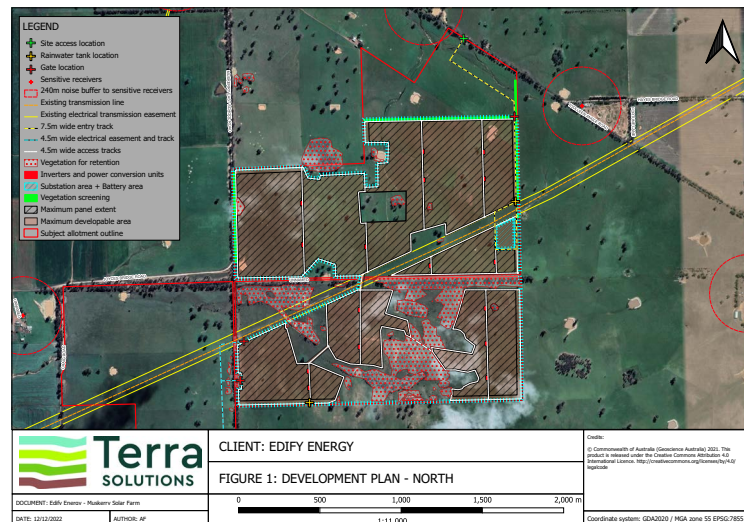 LEGEND
Site access location
Rainwater tank location
Gate location
Sensitive receivers
240m noise buffer to sensitive receivers
Existing transmission line
Existing electrical transmission easement
7.5m wide entry track
4.5m wide electrical easement and track
4.5m wide access tracks
Vegetation for retention
Inverters and power conversion units
Substation area + Battery area
Vegetation screening
Maximum panel extent
Maximum developable area
Subject allotment outline
Terra
SOLUTIONS
DOCUMENT: Edify Energy - Muskerry Solar Farm
DATE: 12/12/2022
AUTHOR: AF
CLIENT: EDIFY ENERGY
FIGURE 1: DEVELOPMENT PLAN - NORTH
0 500 1,000 1,500 2,000 m
1:11,000
Credits:
© Commonwealth of Australia (Geoscience Australia) 2021. This
product is released under the Creative Commons Attribution 4.0
International Licence. http://creativecommons.org/licenses/by/4.0/
legalcode
Coordinate system: GDA2020 / MGA zone 55 EPSG:7855